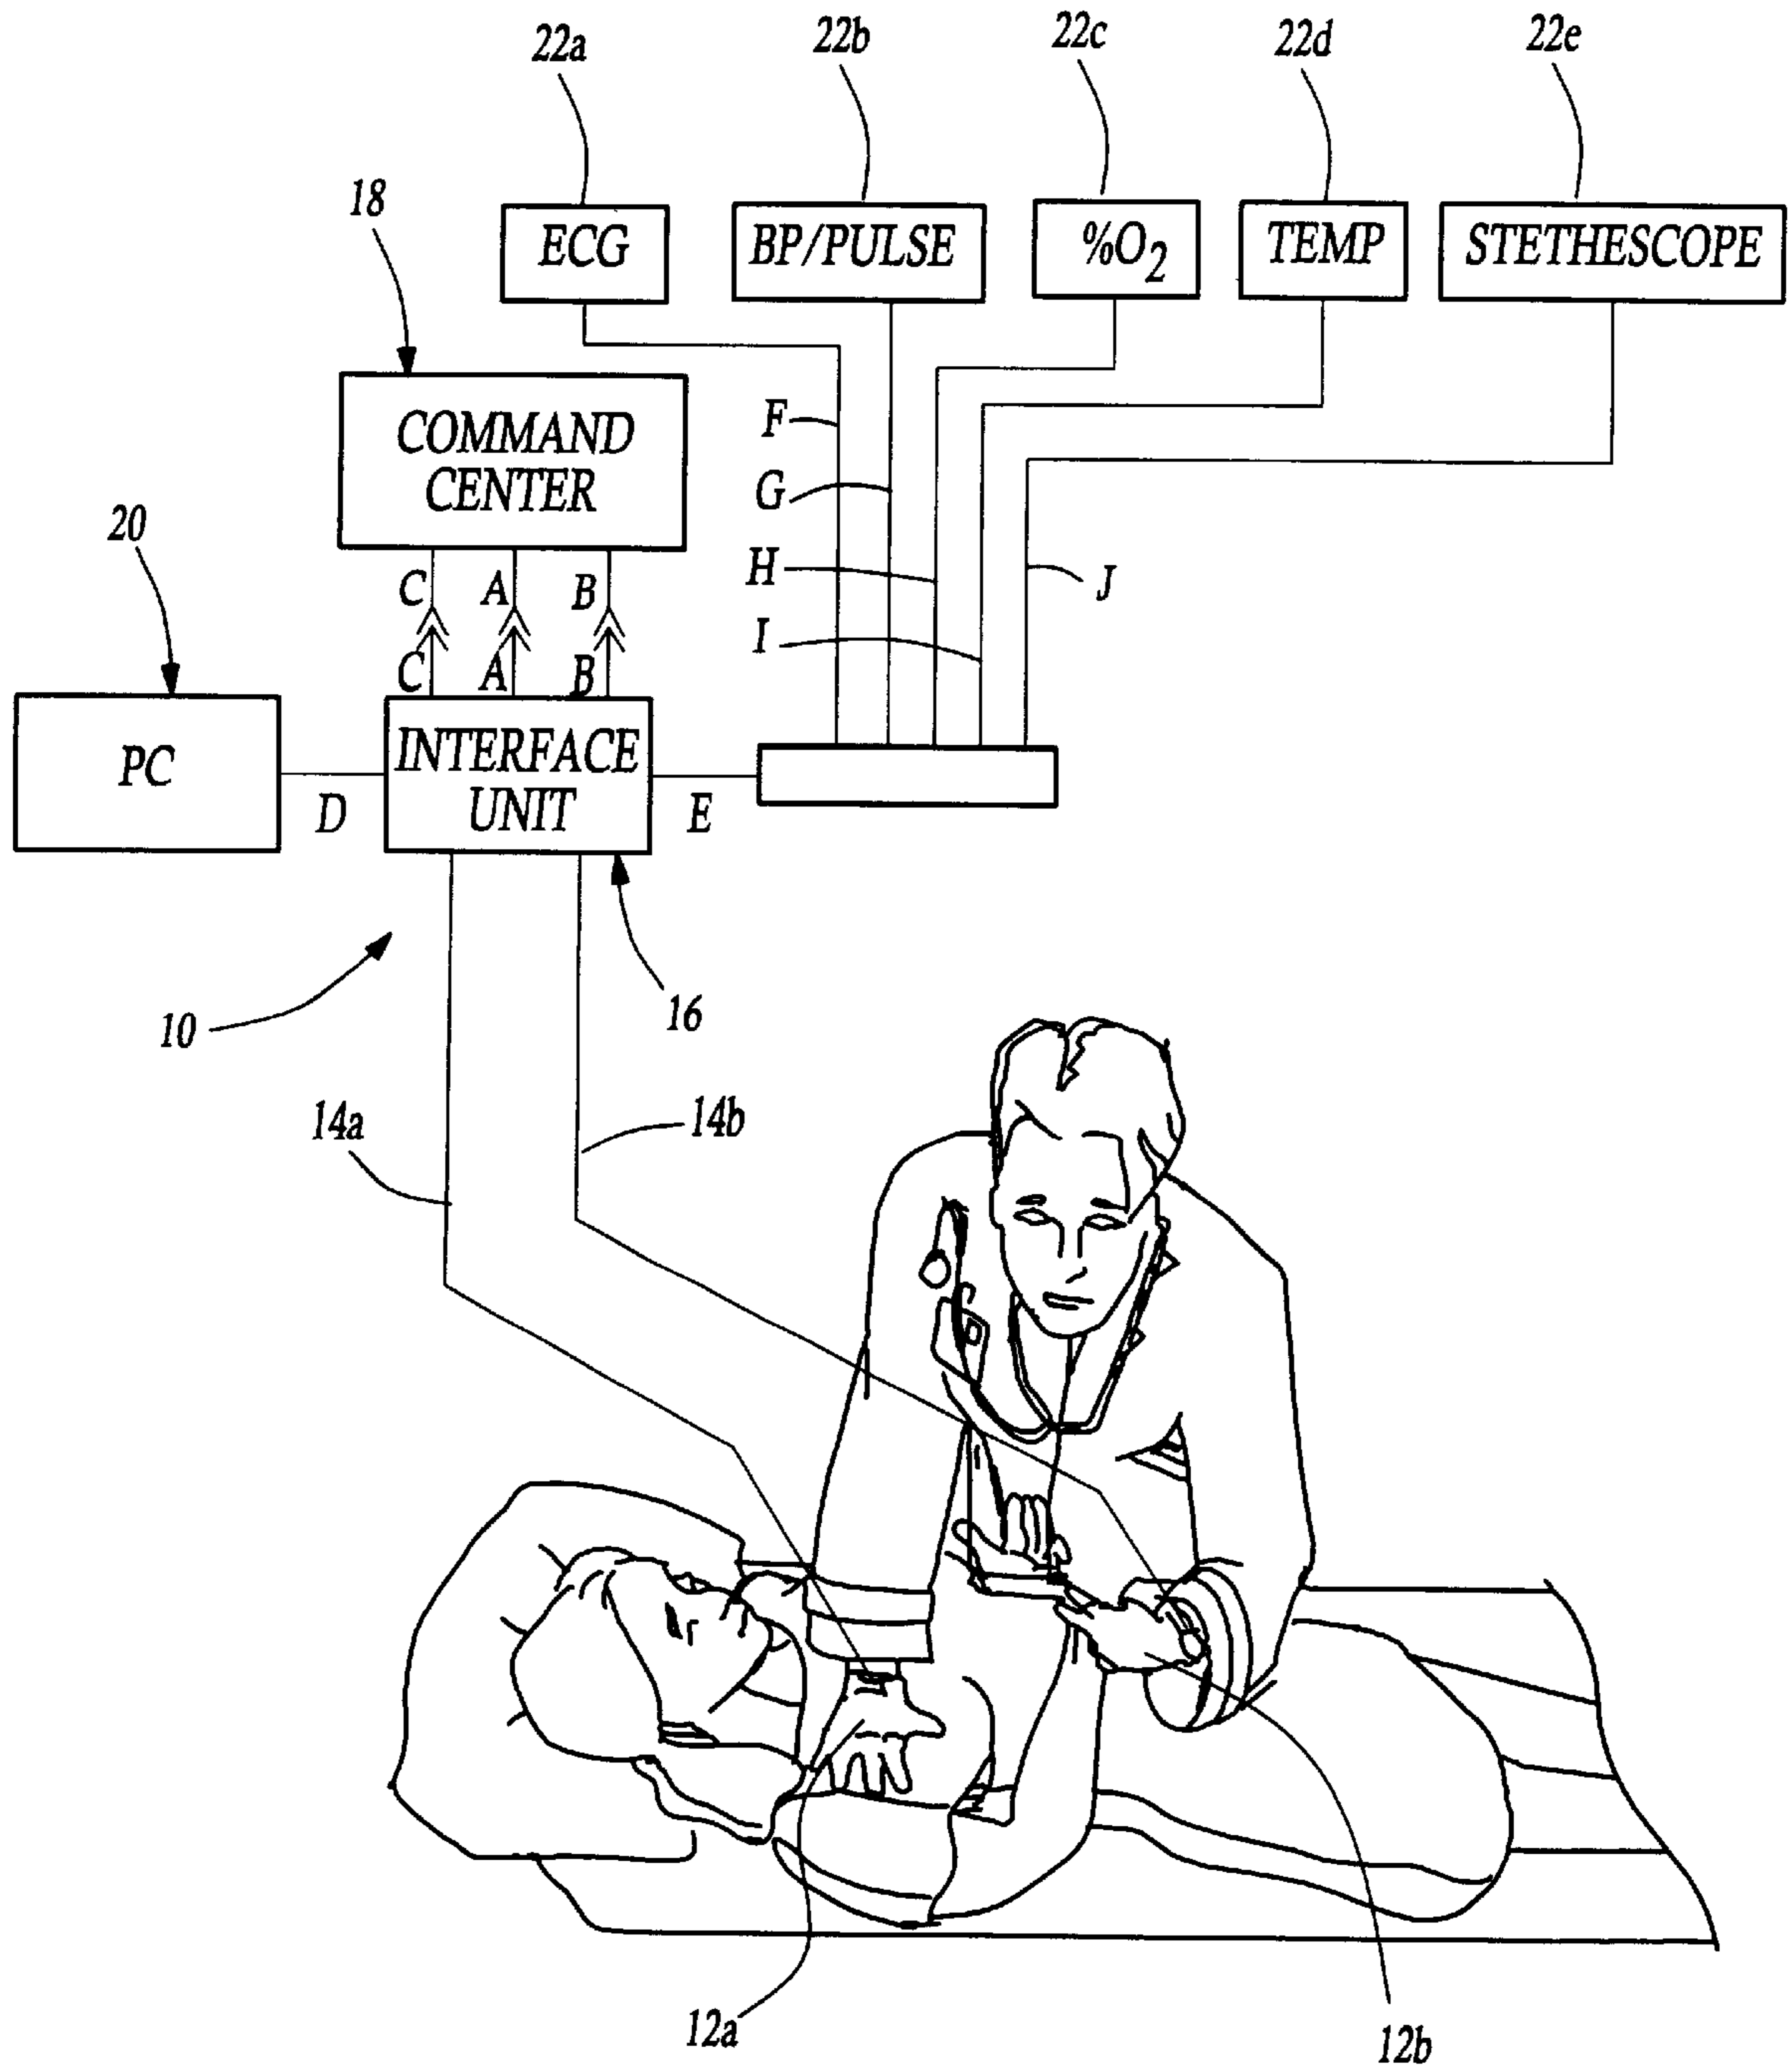 22a
22b
22c
22d
22e
18
ECG
BP/PULSE
%O2
TEMP
STETHESCOPE
COMMAND
CENTER
F
G
H
I
J
20
C A B
C A B
PC
INTERFACE
UNIT
D
E
10
16
14a
14b
12a
12b